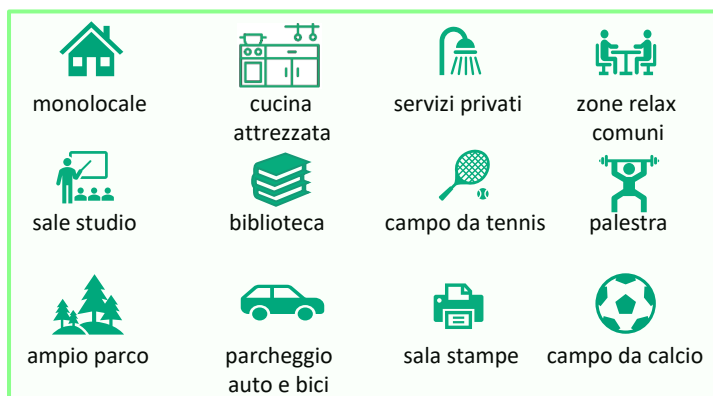 monolocale
cucina
attrezzata
servizi privati
zone relax
comuni
sale studio
biblioteca
campo da tennis
palestra
ampio parco
parcheggio
auto e bici
sala stampe
campo da calcio